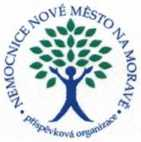 NEMOCNICE NOVÉ MĚSTO NA MORAVĚ
příspěvková organizace